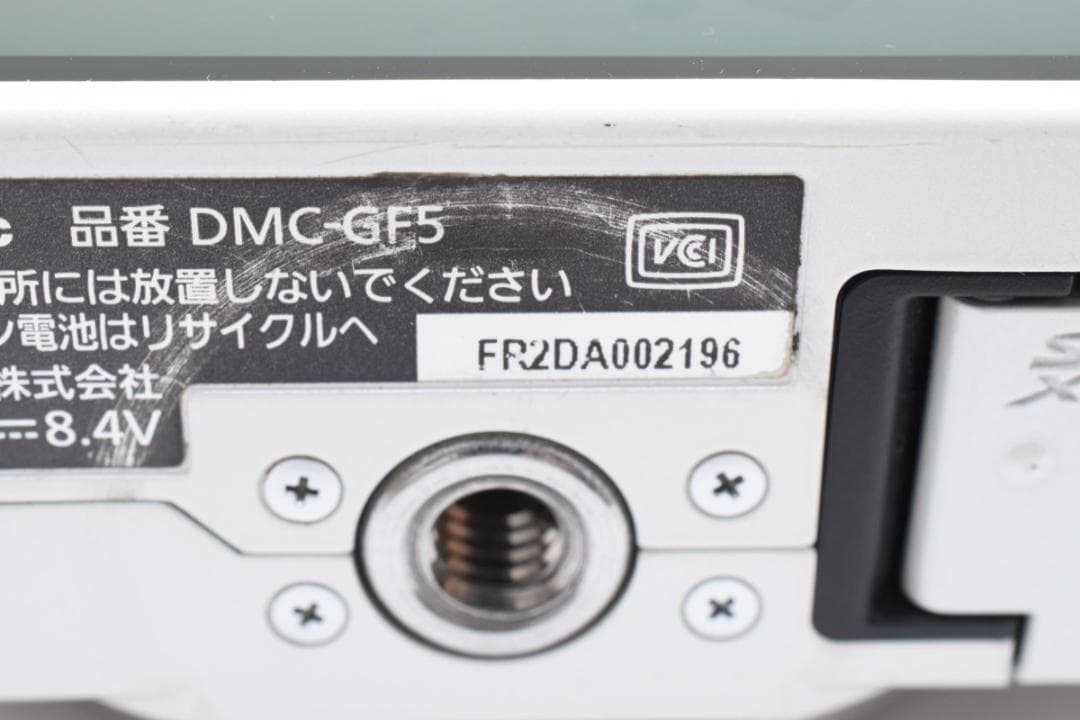 c 品番 DMC-GF5
VCI
所には放置しないでください
ン電池はリサイクルへ
FR2DA002196
株式会社
⎓8.4V
S
X